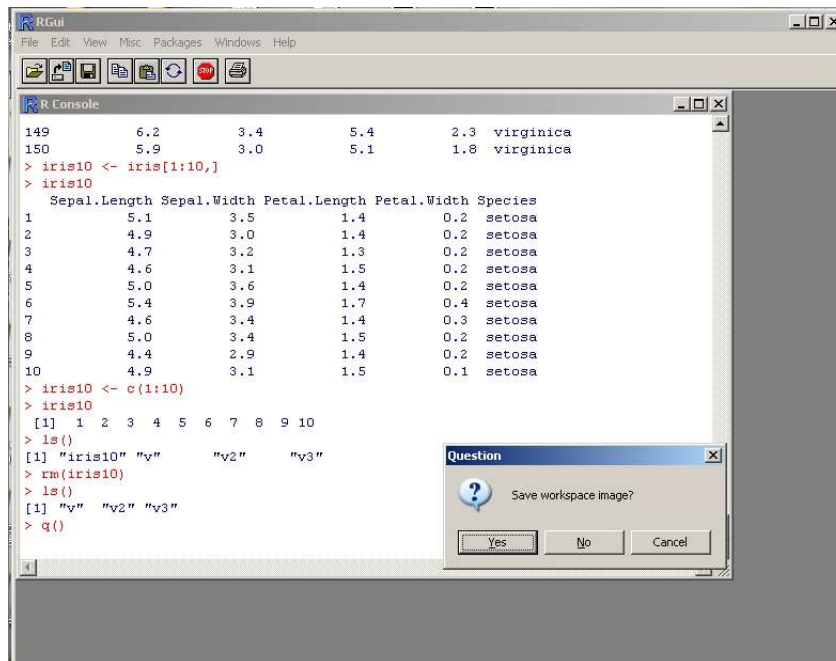 RGui
File Edit View Misc Packages Windows Help
STOP
R Console
149 6.2 3.4 5.4 2.3 virginica
150 5.9 3.0 5.1 1.8 virginica
> iris10 <- iris[1:10,]
> iris10
Sepal.Length Sepal.Width Petal.Length Petal.Width Species
1 5.1 3.5 1.4 0.2 setosa
2 4.9 3.0 1.4 0.2 setosa
3 4.7 3.2 1.3 0.2 setosa
4 4.6 3.1 1.5 0.2 setosa
5 5.0 3.6 1.4 0.2 setosa
6 5.4 3.9 1.7 0.4 setosa
7 4.6 3.4 1.4 0.3 setosa
8 5.0 3.4 1.5 0.2 setosa
9 4.4 2.9 1.4 0.2 setosa
10 4.9 3.1 1.5 0.1 setosa
> iris10 <- c(1:10)
> iris10
[1] 1 2 3 4 5 6 7 8 9 10
> ls()
[1] "iris10" "v" "v2" "v3"
> rm(iris10)
> ls()
[1] "v" "v2" "v3"
> q()
Question
Save workspace image?
Yes No Cancel